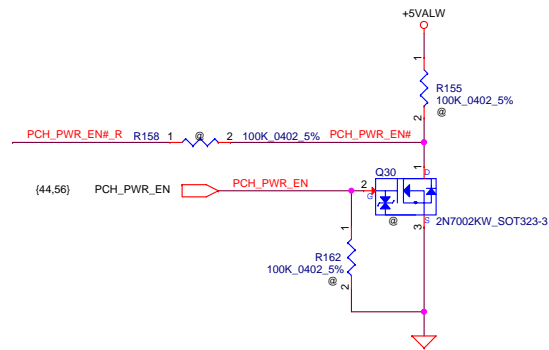 +5VALW
1
R155
100K_0402_5%
2
@
PCH_PWR_EN#_R
R158
1
@
2
100K_0402_5%
PCH_PWR_EN#
{44,56}
PCH_PWR_EN
PCH_PWR_EN
Q30
1
D
2
G
S
3
@
2N7002KW_SOT323-3
1
R162
100K_0402_5%
@
2